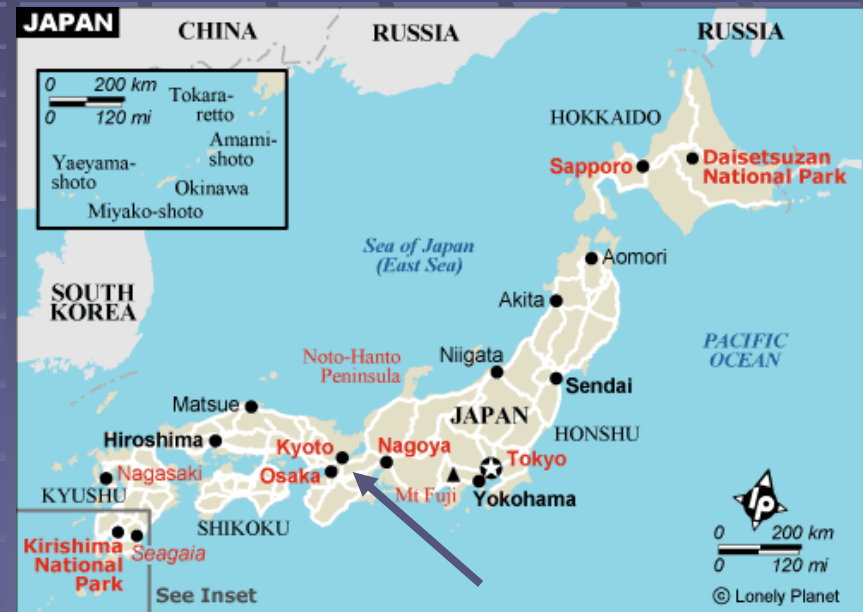 JAPAN
CHINA
RUSSIA
RUSSIA
0 200 km
0 120 mi
Tokara-
retto
Amami-
shoto
Yaeyama-
shoto
Okinawa
Miyako-shoto
HOKKAIDO
Sapporo
Daisetsuzan
National Park
Sea of Japan
(East Sea)
Aomori
SOUTH
KOREA
Akita
PACIFIC
OCEAN
Noto-Hanto
Peninsula
Niigata
Sendai
Matsue
JAPAN
HONSHU
Hiroshima
Kyoto
Nagoya
Tokyo
Osaka
Nagasaki
Mt Fuji
Yokohama
KYUSHU
SHIKOKU
Kirishima
National
Park
Seagaia
See Inset
lp
0 200 km
0 120 mi
© Lonely Planet